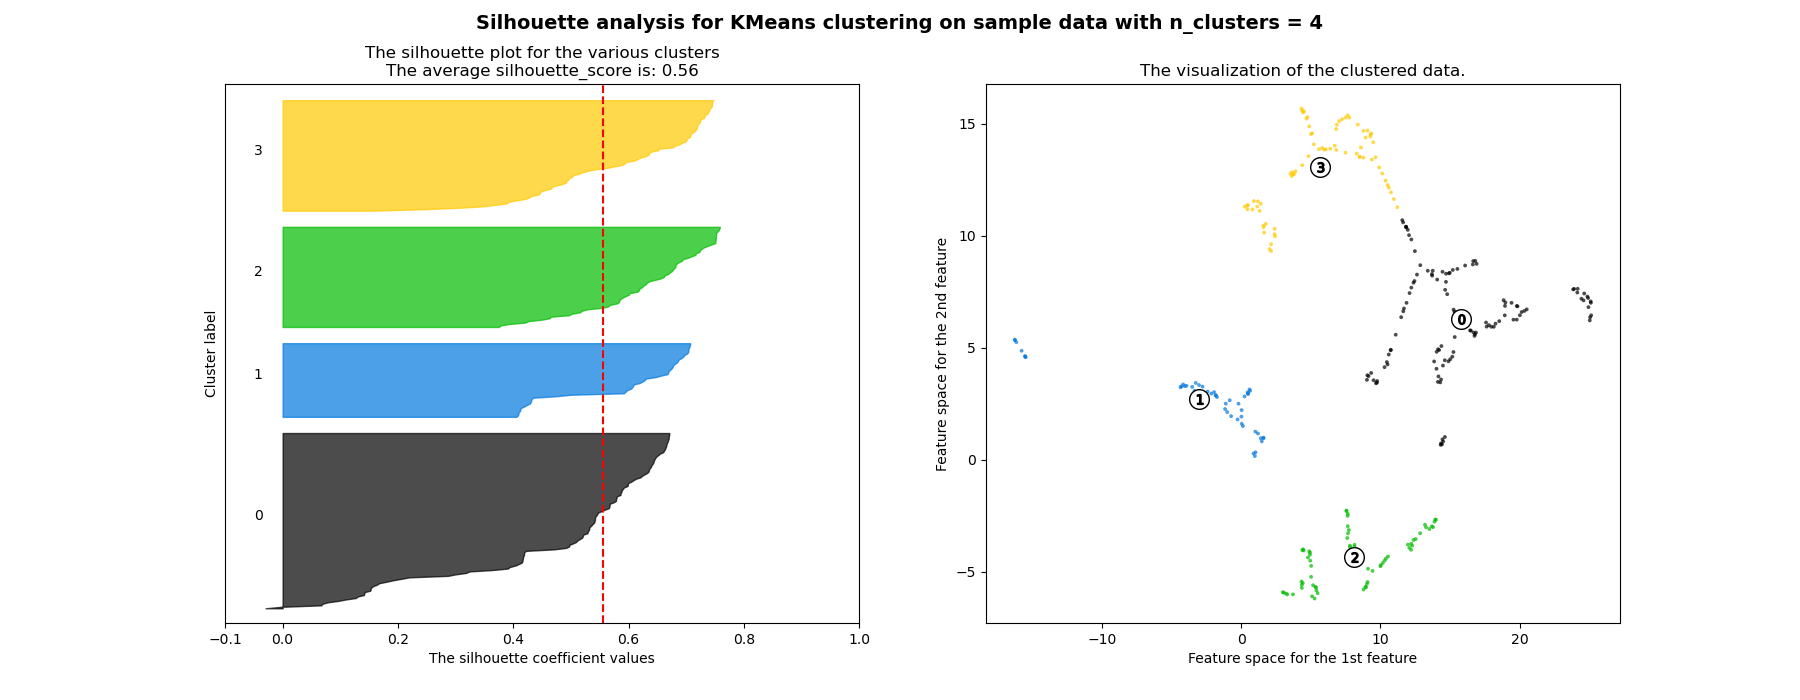 Silhouette analysis for KMeans clustering on sample data with n_clusters = 4
The silhouette plot for the various clusters
The average silhouette_score is: 0.56
3
2
1
0
Cluster label
−0.1 0.0 0.2 0.4 0.6 0.8 1.0
The silhouette coefficient values
The visualization of the clustered data.
15
10
5
0
−5
Feature space for the 2nd feature
3
0
1
2
−10 0 10 20
Feature space for the 1st feature